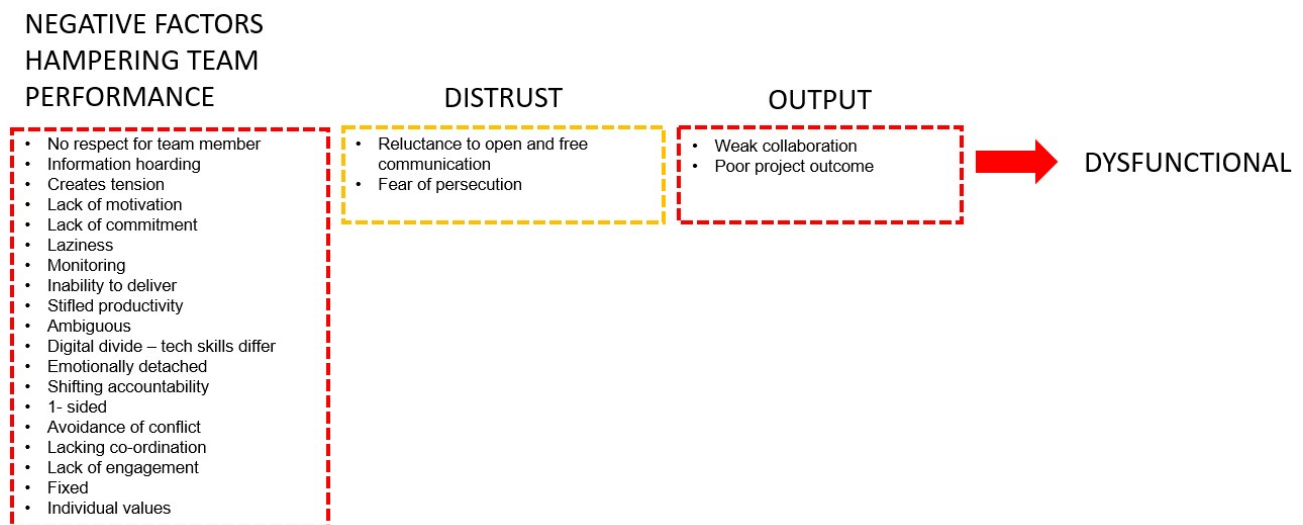 NEGATIVE FACTORS
HAMPERING TEAM
PERFORMANCE
• No respect for team member
• Information hoarding
• Creates tension
• Lack of motivation
• Lack of commitment
• Laziness
• Monitoring
• Inability to deliver
• Stifled productivity
• Ambiguous
• Digital divide – tech skills differ
• Emotionally detached
• Shifting accountability
• 1- sided
• Avoidance of conflict
• Lacking co-ordination
• Lack of engagement
• Fixed
• Individual values
DISTRUST
• Reluctance to open and free
communication
• Fear of persecution
OUTPUT
• Weak collaboration
• Poor project outcome
DYSFUNCTIONAL